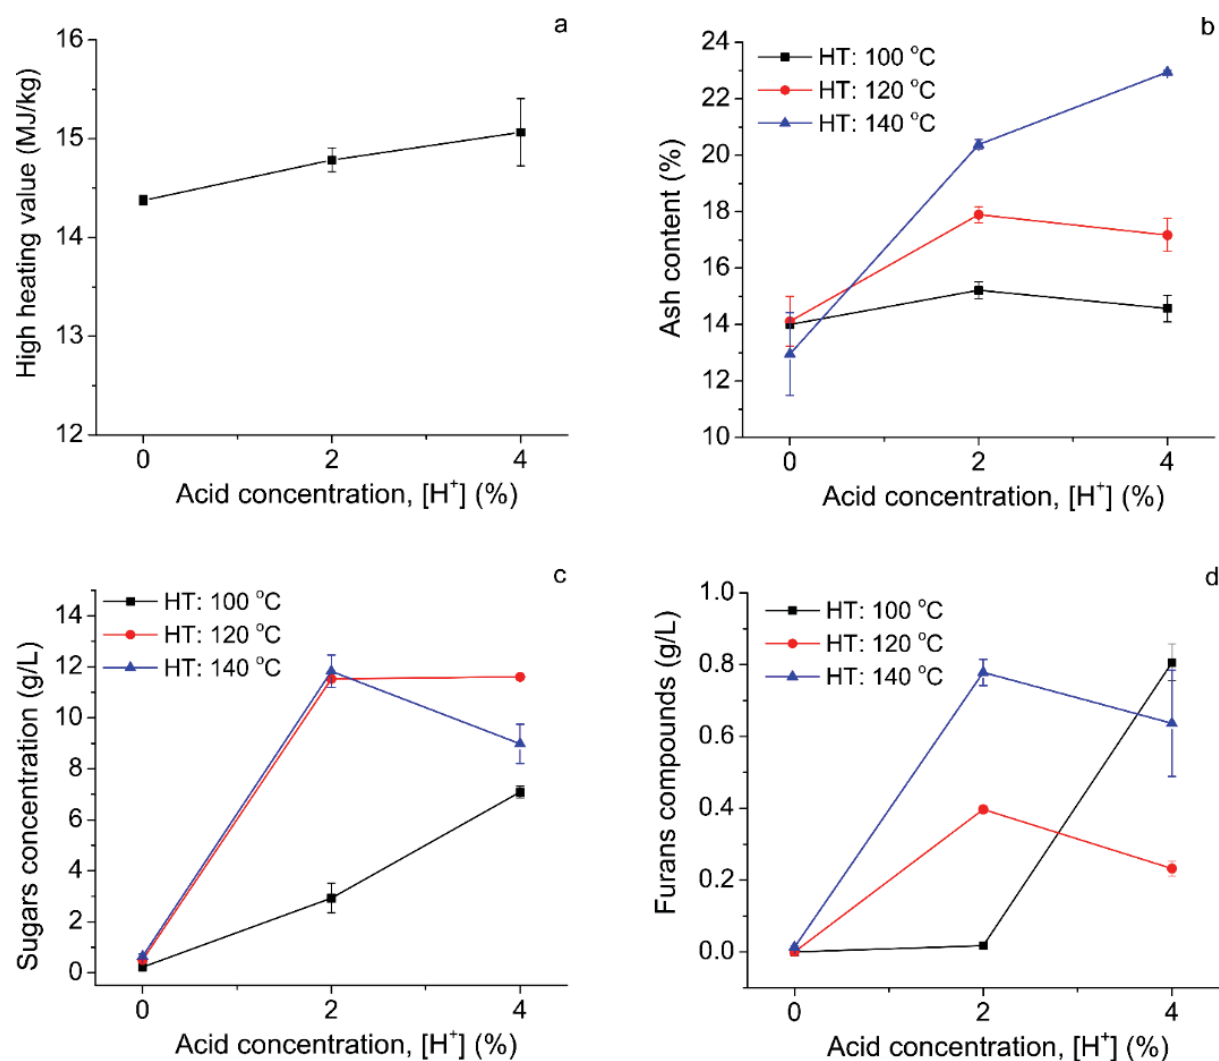 a
16
15
14
13
12
High heating value (MJ/kg)
0
2
4
Acid concentration, [H⁺] (%)
b
24
22
20
18
16
14
12
10
Ash content (%)
HT: 100 °C
HT: 120 °C
HT: 140 °C
0
2
4
Acid concentration, [H⁺] (%)
c
14
12
10
8
6
4
2
0
Sugars concentration (g/L)
HT: 100 °C
HT: 120 °C
HT: 140 °C
0
2
4
Acid concentration, [H⁺] (%)
d
1.0
0.8
0.6
0.4
0.2
0.0
Furans compounds (g/L)
HT: 100 °C
HT: 120 °C
HT: 140 °C
0
2
4
Acid concentration, [H⁺] (%)